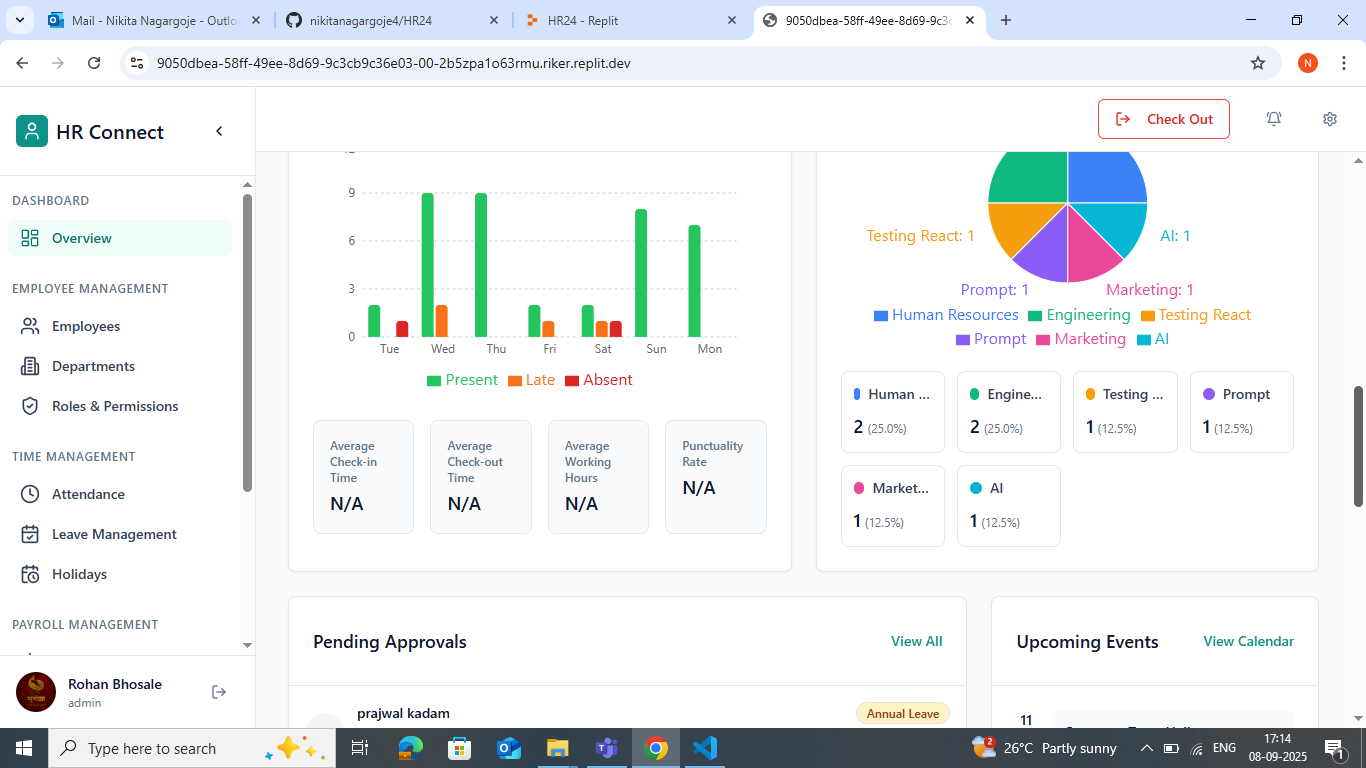 Mail - Nikita Nagargoje - Outlo
nikitanagargoje4/HR24
HR24 - Replit
9050dbea-58ff-49ee-8d69-9c3c
9050dbea-58ff-49ee-8d69-9c3cb9c36e03-00-2b5zpa1o63rmu.riker.replit.dev
N
HR Connect
Check Out
DASHBOARD
Overview
EMPLOYEE MANAGEMENT
Employees
Departments
Roles & Permissions
TIME MANAGEMENT
Attendance
Leave Management
Holidays
PAYROLL MANAGEMENT
Rohan Bhosale
admin
9
6
3
0
Tue Wed Thu Fri Sat Sun Mon
Present Late Absent
Average Check-in Time
N/A
Average Check-out Time
N/A
Average Working Hours
N/A
Punctuality Rate
N/A
Testing React: 1
AI: 1
Prompt: 1
Marketing: 1
Human Resources Engineering Testing React
Prompt Marketing AI
Human ...
2 (25.0%)
Engine...
2 (25.0%)
Testing ...
1 (12.5%)
Prompt
1 (12.5%)
Market...
1 (12.5%)
AI
1 (12.5%)
Pending Approvals
View All
prajwal kadam
Annual Leave
Upcoming Events
View Calendar
11
Type here to search
2
26°C Partly sunny
ENG
17:14
08-09-2025
1